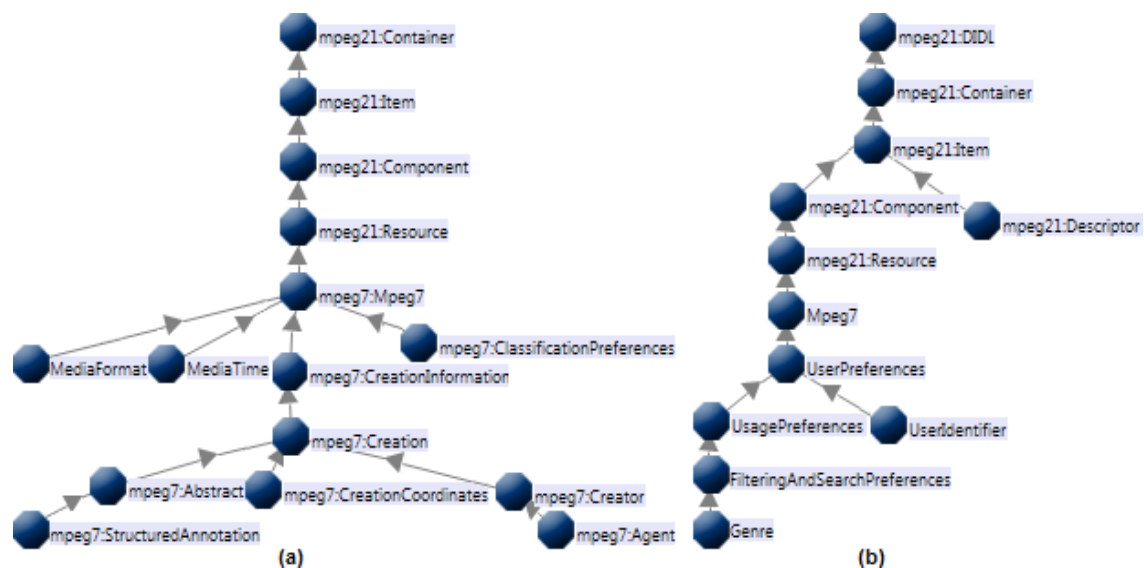 mpeg21:Container
mpeg21:Item
mpeg21:Component
mpeg21:Resource
mpeg7:Mpeg7
MediaFormat
MediaTime
mpeg7:ClassificationPreferences
mpeg7:CreationInformation
mpeg7:Creation
mpeg7:Abstract
mpeg7:CreationCoordinates
mpeg7:Creator
mpeg7:StructuredAnnotation
mpeg7:Agent
(a)
mpeg21:DIDL
mpeg21:Container
mpeg21:Item
mpeg21:Component
mpeg21:Descriptor
mpeg21:Resource
Mpeg7
UserPreferences
UsagePreferences
UserIdentifier
FilteringAndSearchPreferences
Genre
(b)